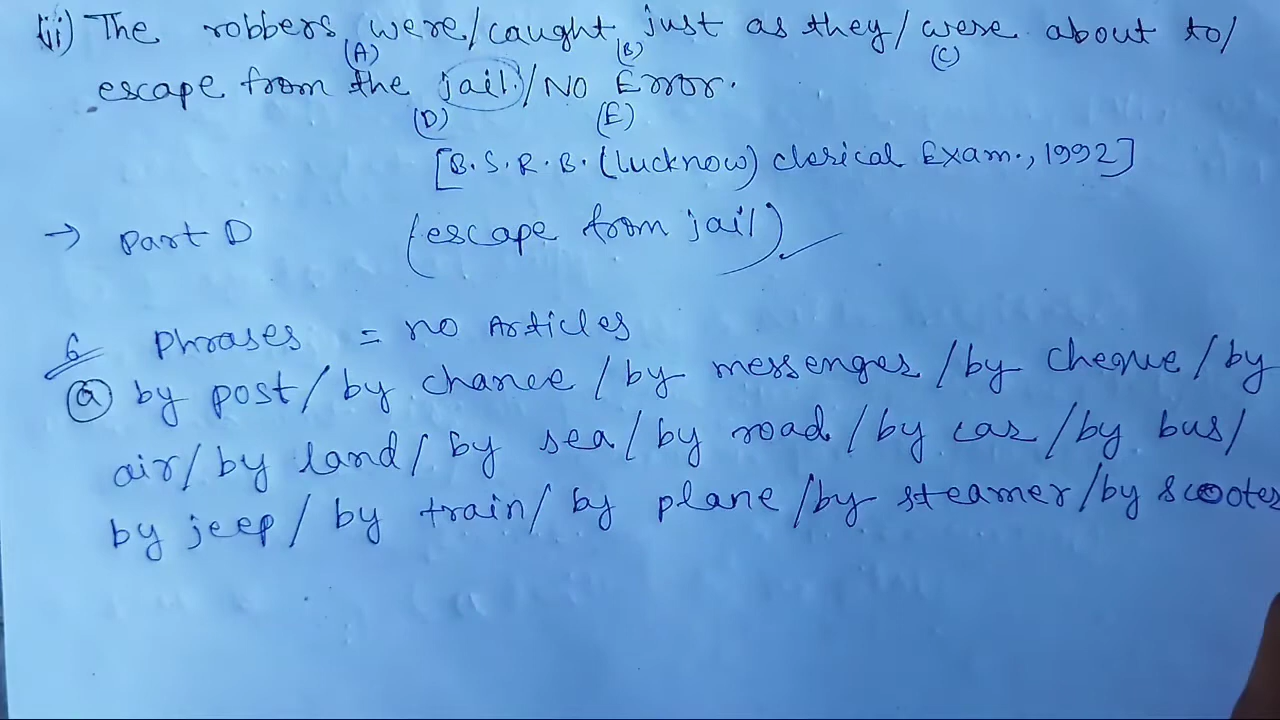 (ii) The robbers were/caught just as they/were about to/
(A) (B) (C)
escape from the jail/NO Error.
(D) (E)
[B.S.R.B. (Lucknow) clerical Exam., 1992]
→ Part D (escape from jail)
6 Phrases = no Articles
(a) by post/by chance/by messenger/by cheque/by
air/by land/by sea/by road/by car/by bus/
by jeep/by train/by plane/by steamer/by scooter